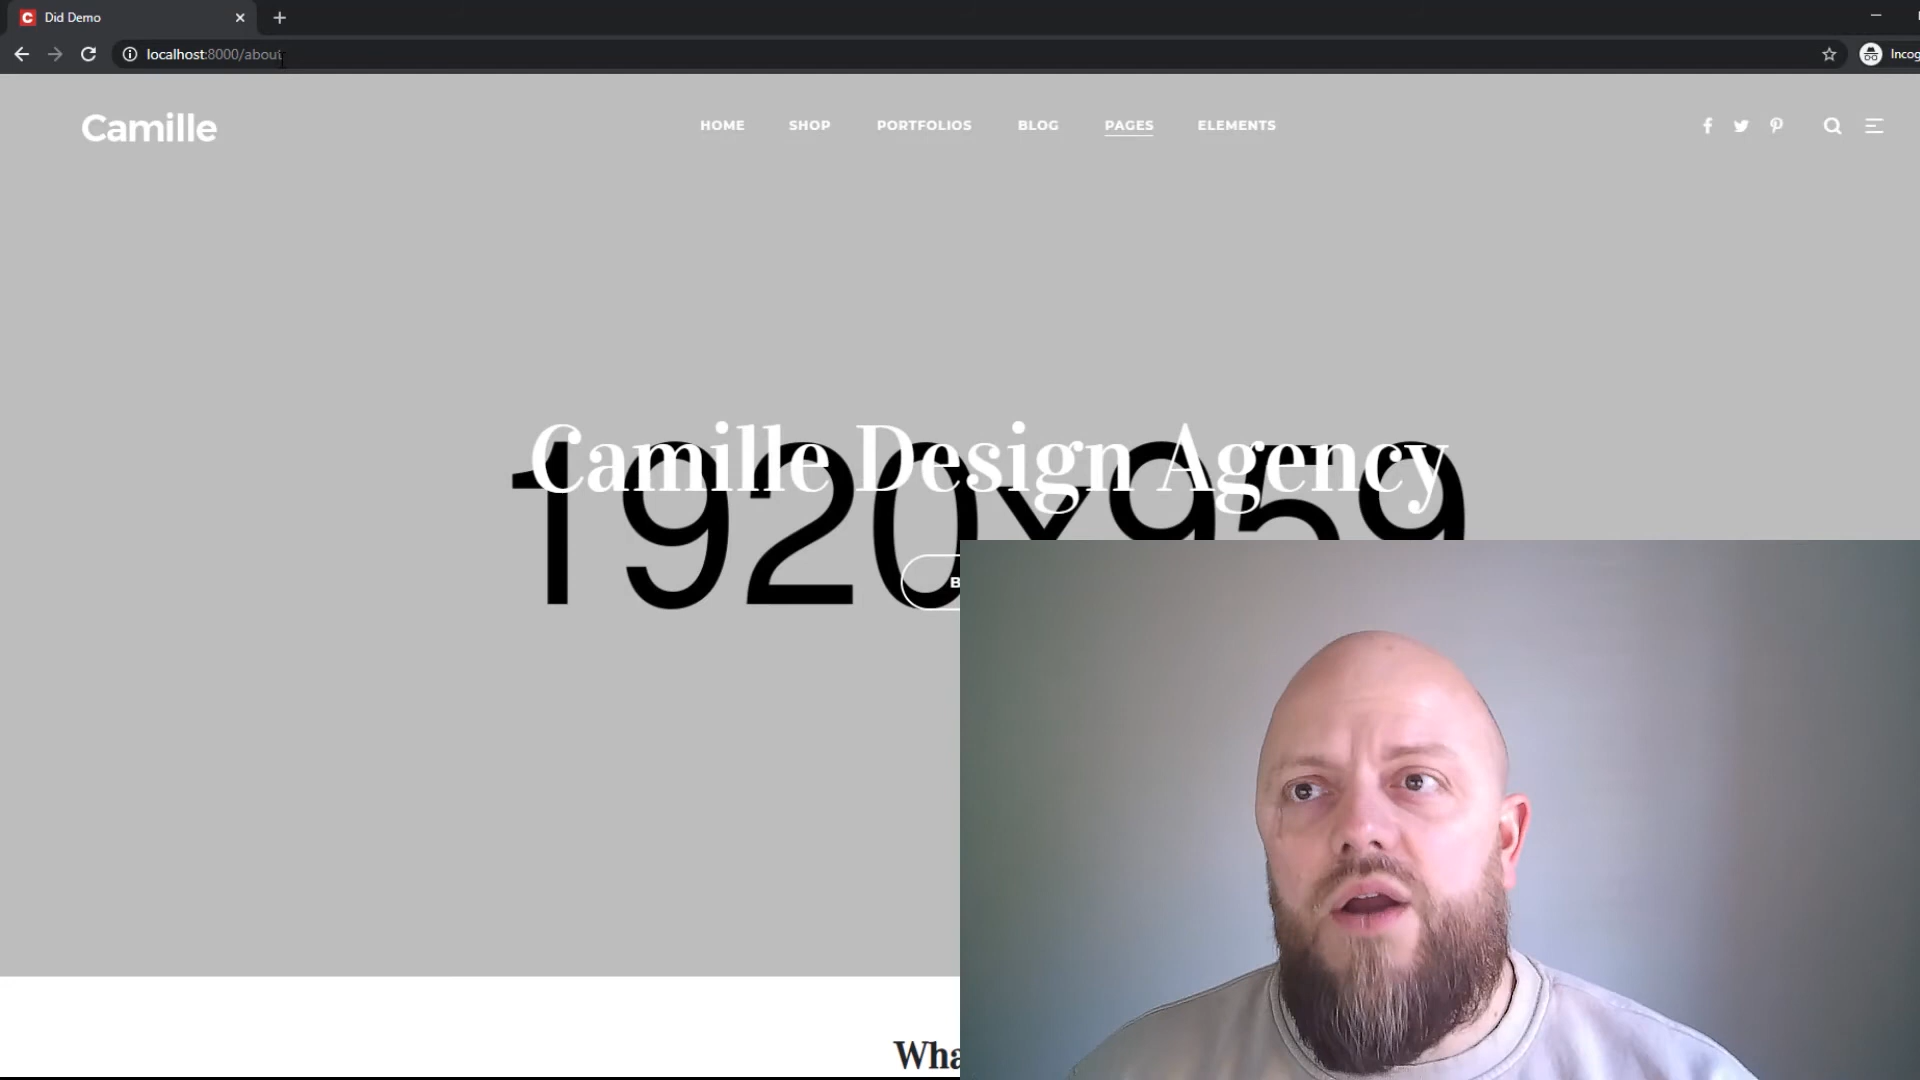 Did Demo
localhost:8000/about
Incog
Camille
HOME SHOP PORTFOLIOS BLOG PAGES ELEMENTS
Camille Design Agency
1920x959
B
Wha